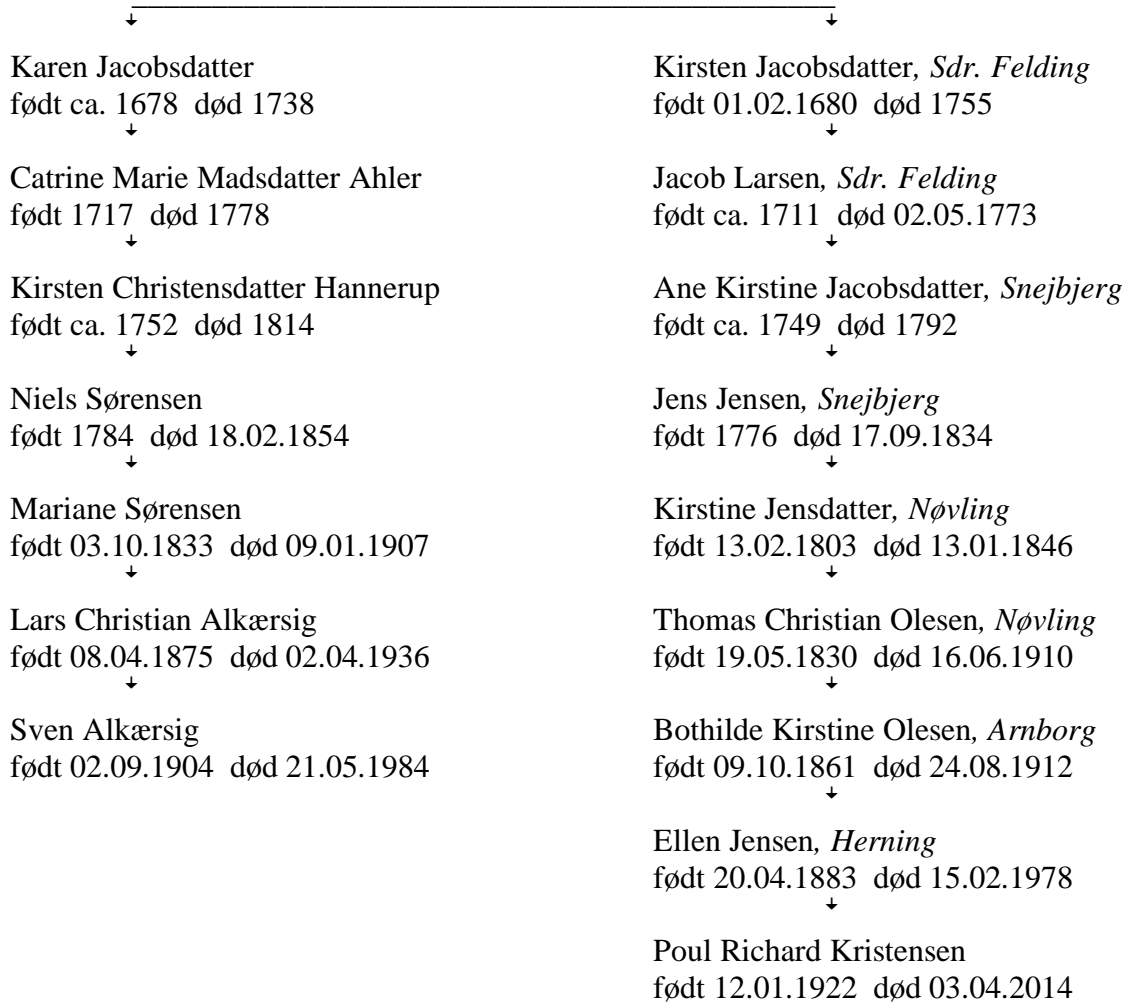 Karen Jacobsdatter
født ca. 1678 død 1738
Catrine Marie Madsdatter Ahler
født 1717 død 1778
Kirsten Christensdatter Hannerup
født ca. 1752 død 1814
Niels Sørensen
født 1784 død 18.02.1854
Mariane Sørensen
født 03.10.1833 død 09.01.1907
Lars Christian Alkærsig
født 08.04.1875 død 02.04.1936
Sven Alkærsig
født 02.09.1904 død 21.05.1984
Kirsten Jacobsdatter, Sdr. Felding
født 01.02.1680 død 1755
Jacob Larsen, Sdr. Felding
født ca. 1711 død 02.05.1773
Ane Kirstine Jacobsdatter, Snejbjerg
født ca. 1749 død 1792
Jens Jensen, Snejbjerg
født 1776 død 17.09.1834
Kirstine Jensdatter, Nøvling
født 13.02.1803 død 13.01.1846
Thomas Christian Olesen, Nøvling
født 19.05.1830 død 16.06.1910
Bothilde Kirstine Olesen, Arnborg
født 09.10.1861 død 24.08.1912
Ellen Jensen, Herning
født 20.04.1883 død 15.02.1978
Poul Richard Kristensen
født 12.01.1922 død 03.04.2014